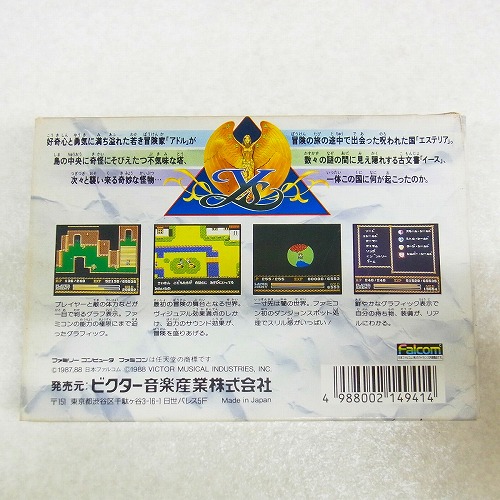 好奇心と勇気に満ち溢れた若き冒険家「アドル」が
冒険の旅の途中で出会った呪われた国「エステリア」。
島の中央に奇怪にそびえたつ不気味な塔、
数々の謎の間に見え隠れする古文書「イース」、
次々と襲い来る奇妙な怪物…
一体この国に何が起こったのか。
Ys
プレイヤーと敵の体力などが一目で判るグラフ表示。ファミコンの能力の極限にまで迫ったグラフィック。
最初の冒険の舞台となる世界。ヴィジュアル効果満点のしかけ、迫力のサウンド効果が、冒険を盛りあげる。
一寸先は闇の世界。ファミコン初のダンジョンスポット処理でスリル感がいっぱい!
鮮やかなグラフィック表示で自分の持ち物、装備が、リアルにわかる。
Falcom
ファミリーコンピュータ ファミコンは任天堂の商標です
©1987,88 日本ファルコム ©1988 VICTOR MUSICAL INDUSTRIES, INC.
発売元:ビクター音楽産業株式会社
〒151 東京都渋谷区千駄ヶ谷3-16-1 日世パレス5F Made in Japan
4 988002 149414